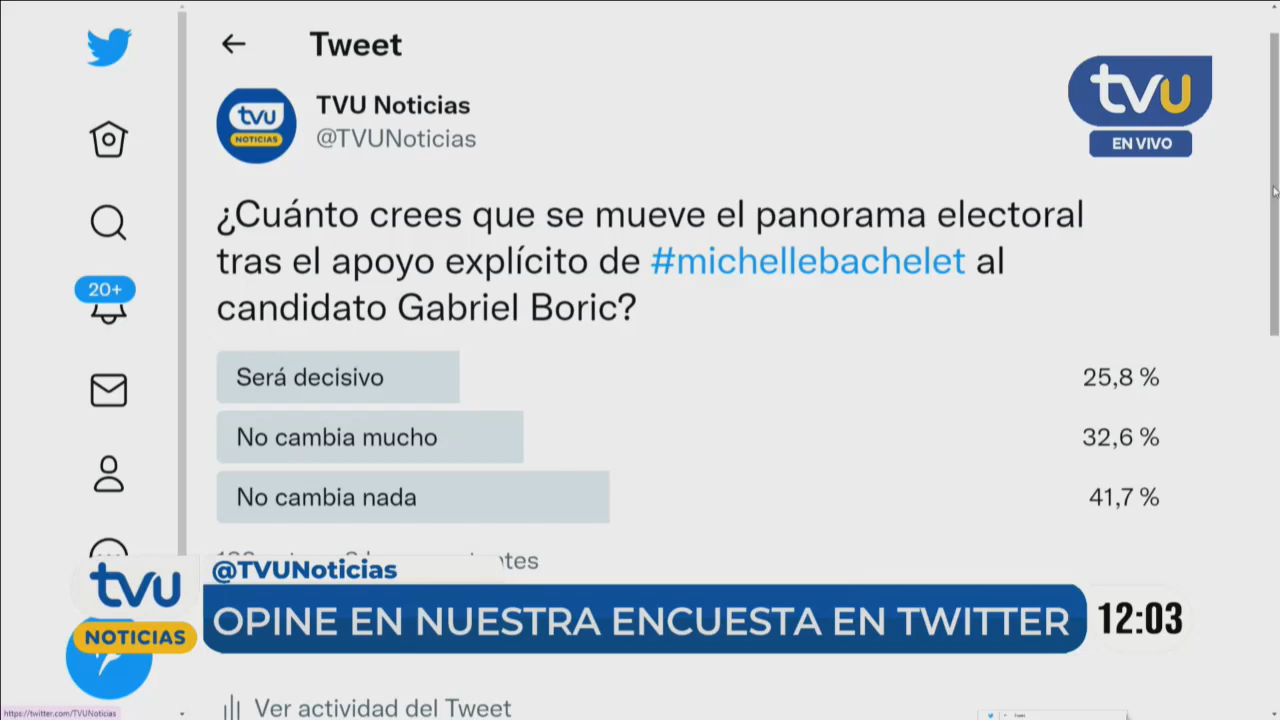 Tweet
tvu
NOTICIAS
TVU Noticias
@TVUNoticias
tvu
EN VIVO
¿Cuánto crees que se mueve el panorama electoral
tras el apoyo explícito de #michellebachelet al
candidato Gabriel Boric?
20+
Será decisivo 25,8 %
No cambia mucho 32,6 %
No cambia nada 41,7 %
@TVUNoticias
tvu
NOTICIAS
OPINE EN NUESTRA ENCUESTA EN TWITTER
12:03
Ver actividad del Tweet
https://twitter.com/TVUNoticias